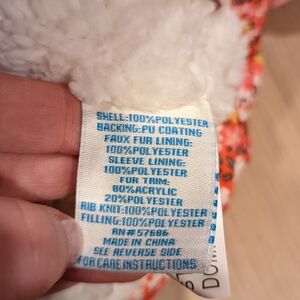 SHELL:100%POLYESTER
BACKING:PU COATING
FAUX FUR LINING:
100%POLYESTER
SLEEVE LINING:
100%POLYESTER
FUR TRIM:
80%ACRYLIC
20%POLYESTER
RIB KNIT:100%POLYESTER
FILLING:100%POLYESTER
RN#57686
MADE IN CHINA
SEE REVERSE SIDE
FOR CARE INSTRUCTIONS